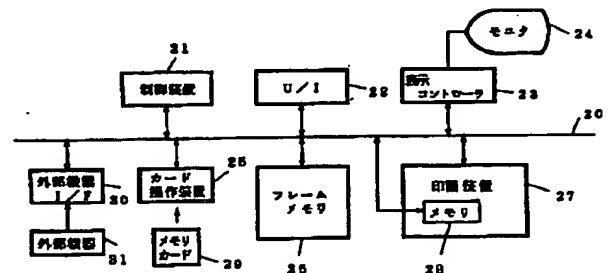 モニタ
24
21
制御装置
U/I
22
表示
コントローラ
23
20
外部機器
I/F
30
カード
操作装置
25
フレーム
メモリ
26
印画装置
メモリ
27
28
外部機器
31
メモリ
カード
29